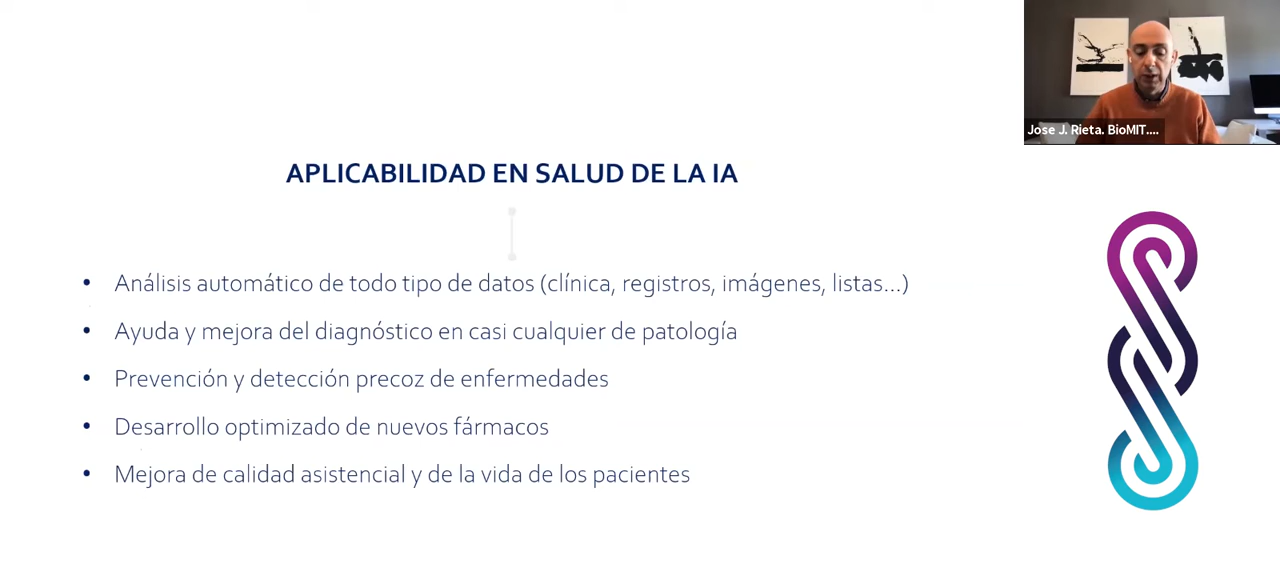 Jose J. Rieta. BioMIT....
APLICABILIDAD EN SALUD DE LA IA
• Análisis automático de todo tipo de datos (clínica, registros, imágenes, listas...)
• Ayuda y mejora del diagnóstico en casi cualquier de patología
• Prevención y detección precoz de enfermedades
• Desarrollo optimizado de nuevos fármacos
• Mejora de calidad asistencial y de la vida de los pacientes